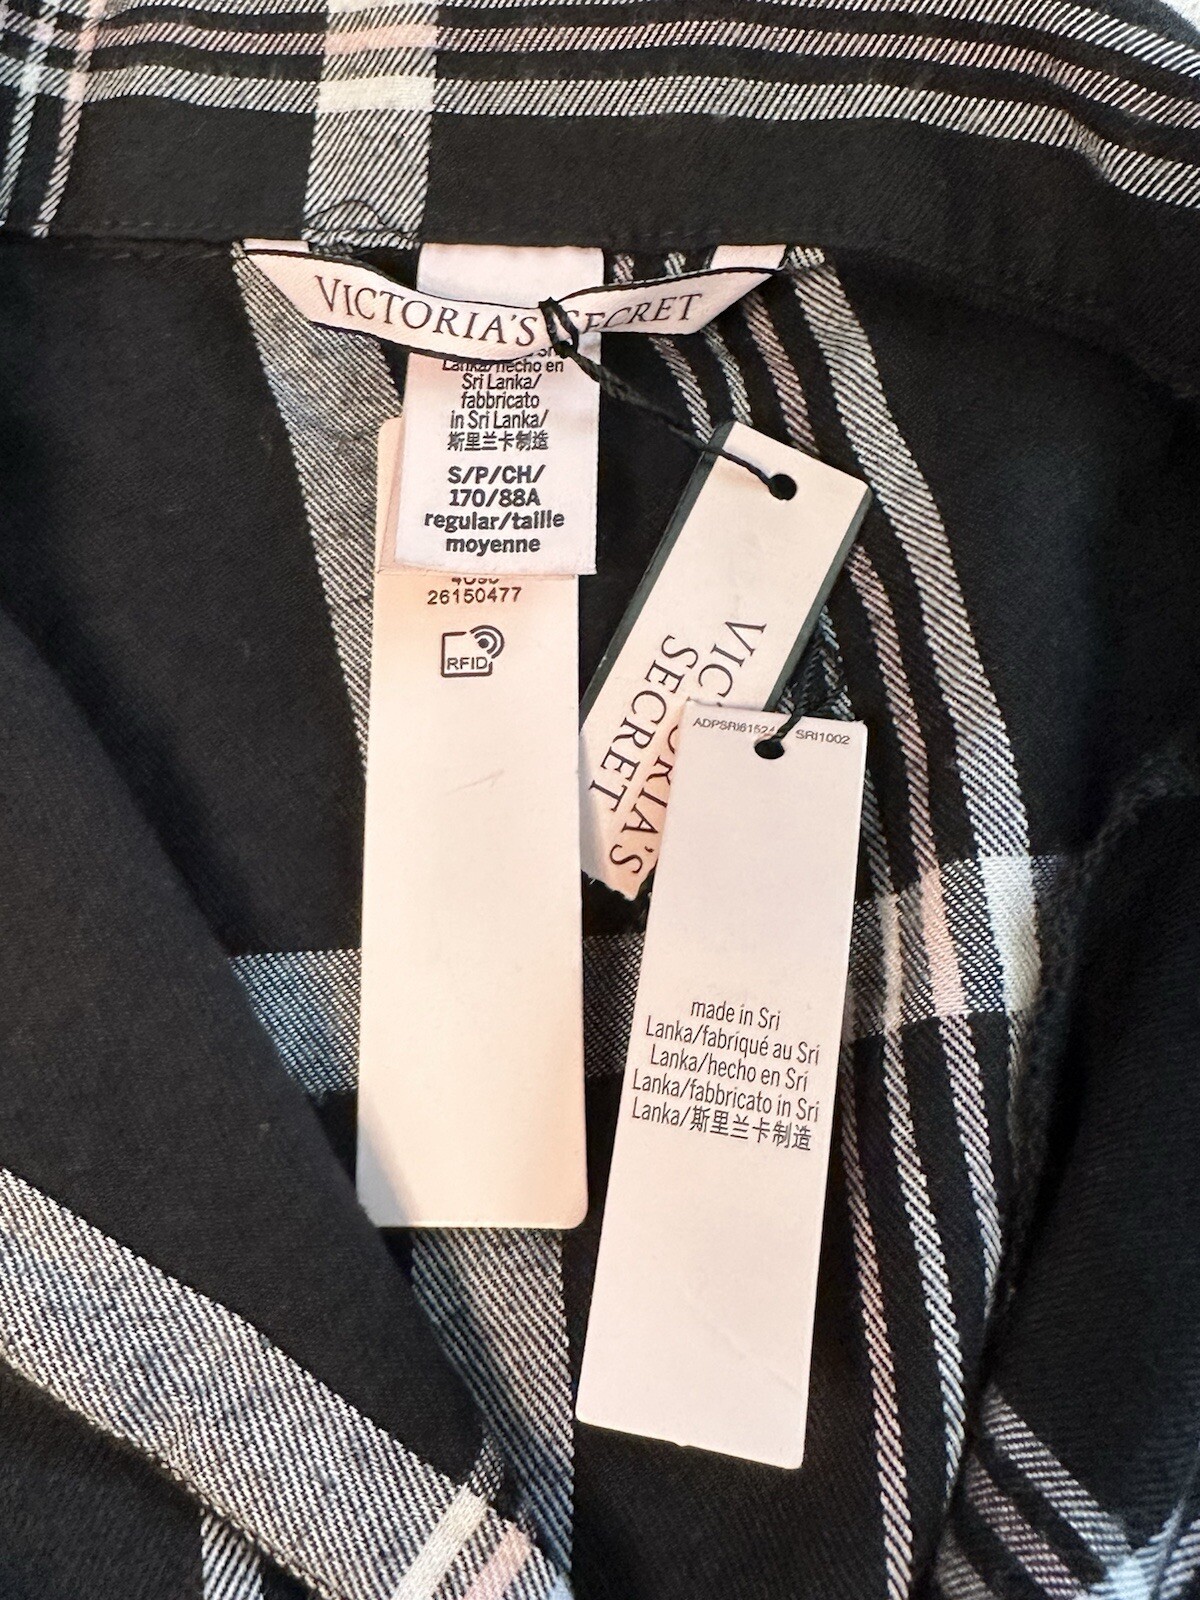 VICTORIA'S SECRET
Lanka/hecho en
Sri Lanka/
fabbricato
in Sri Lanka/
斯里兰卡制造
S/P/CH/
170/88A
regular/taille
moyenne
26150477
RFID
VICTORIA'S
SECRET
SRI1002
made in Sri
Lanka/fabriqué au Sri
Lanka/hecho en Sri
Lanka/fabbricato in Sri
Lanka/斯里兰卡制造